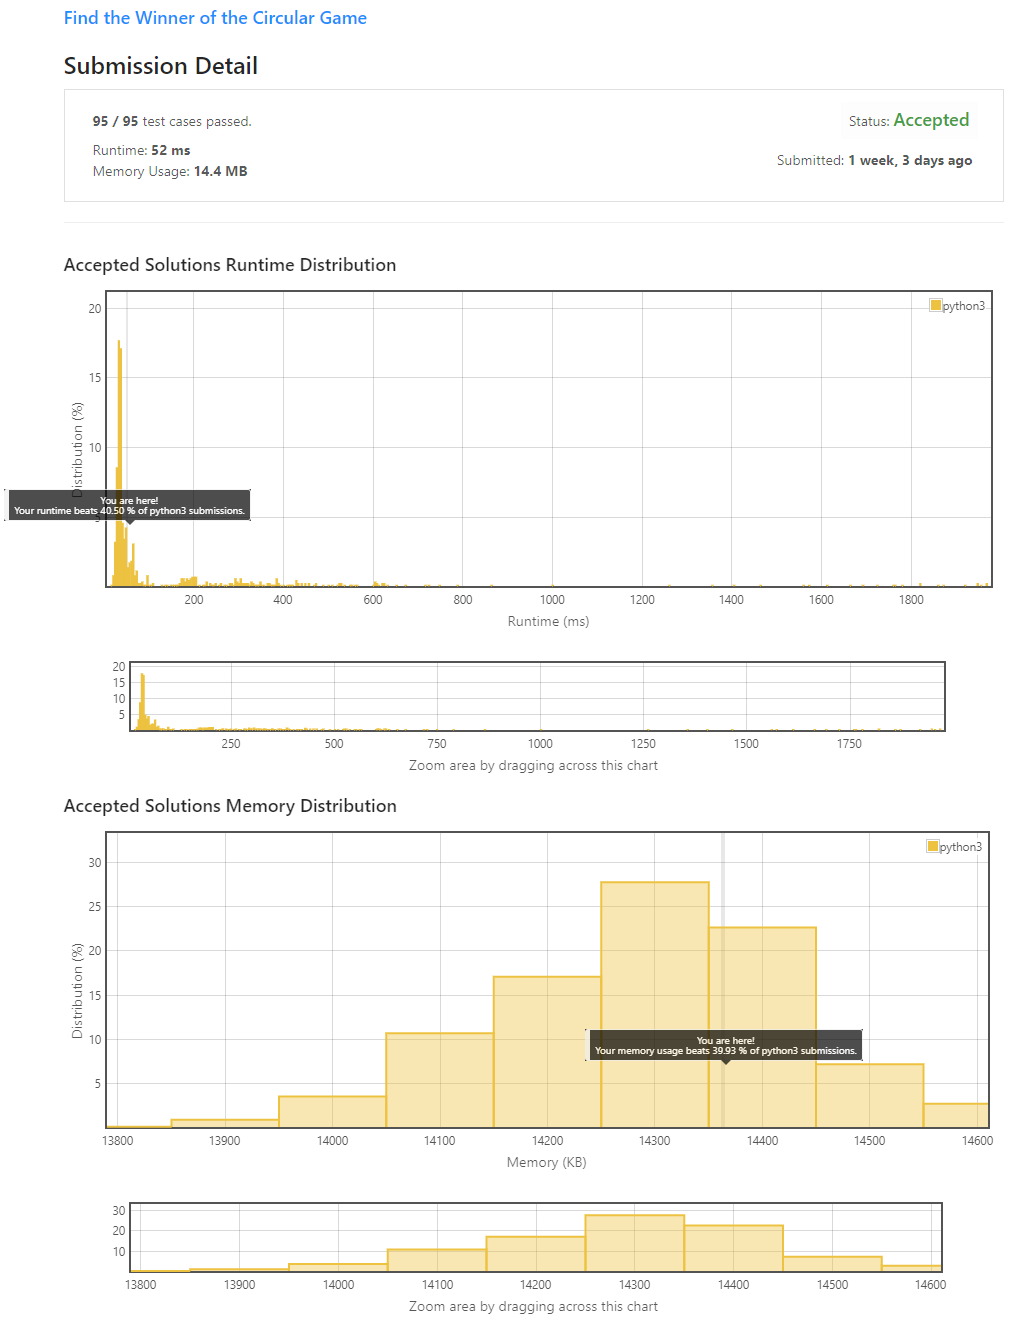 Find the Winner of the Circular Game
Submission Detail
95 / 95 test cases passed.
Status: Accepted
Runtime: 52 ms
Memory Usage: 14.4 MB
Submitted: 1 week, 3 days ago
Accepted Solutions Runtime Distribution
python3
20
15
10
5
Distribution (%)
You are here!
Your runtime beats 40.50 % of python3 submissions.
200 400 600 800 1000 1200 1400 1600 1800
Runtime (ms)
20
15
10
5
250 500 750 1000 1250 1500 1750
Zoom area by dragging across this chart
Accepted Solutions Memory Distribution
python3
30
25
20
15
10
5
Distribution (%)
You are here!
Your memory usage beats 39.93 % of python3 submissions.
13800 13900 14000 14100 14200 14300 14400 14500 14600
Memory (KB)
30
20
10
13800 13900 14000 14100 14200 14300 14400 14500 14600
Zoom area by dragging across this chart